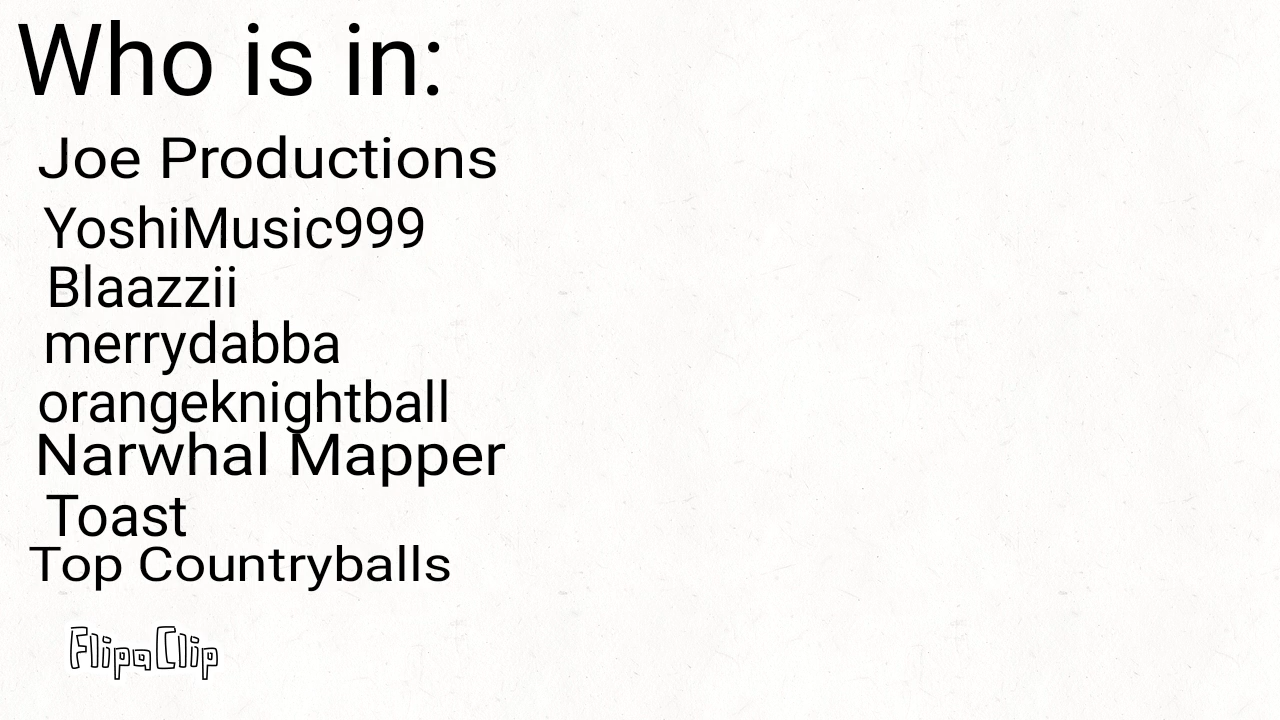 Who is in:
Joe Productions
YoshiMusic999
Blaazzii
merrydabba
orangeknightball
Narwhal Mapper
Toast
Top Countryballs
FlipaClip